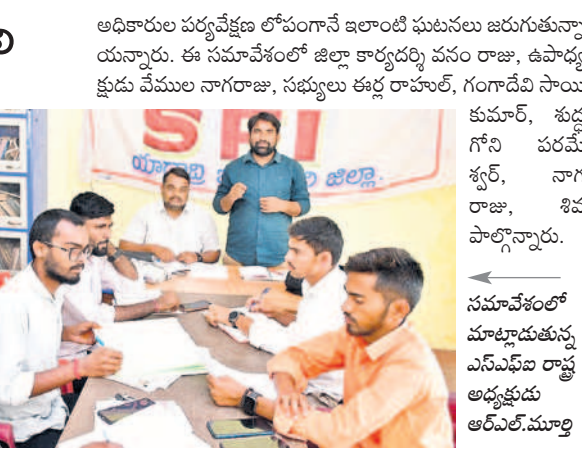 అధికారుల పర్యవేక్షణ లోపంగానే ఇలాంటి ఘటనలు జరుగుతున్నా
యన్నారు. ఈ సమావేశంలో జిల్లా కార్యదర్శి వనం రాజు, ఉపాధ్య
క్షుడు వేముల నాగరాజు, సభ్యులు ఈర్ల రాహుల్, గంగాదేవి సాయి
కుమార్, శుద్ద
గోని పరమే
శ్వర్, నాగ
రాజు, శివ
పాల్గొన్నారు.
SFI
యాదాద్రి జిల్లా.
సమావేశంలో
మాట్లాడుతున్న
ఎస్ఎఫ్ఐ రాష్ట్ర
అధ్యక్షుడు
ఆర్ఎల్.మూర్తి